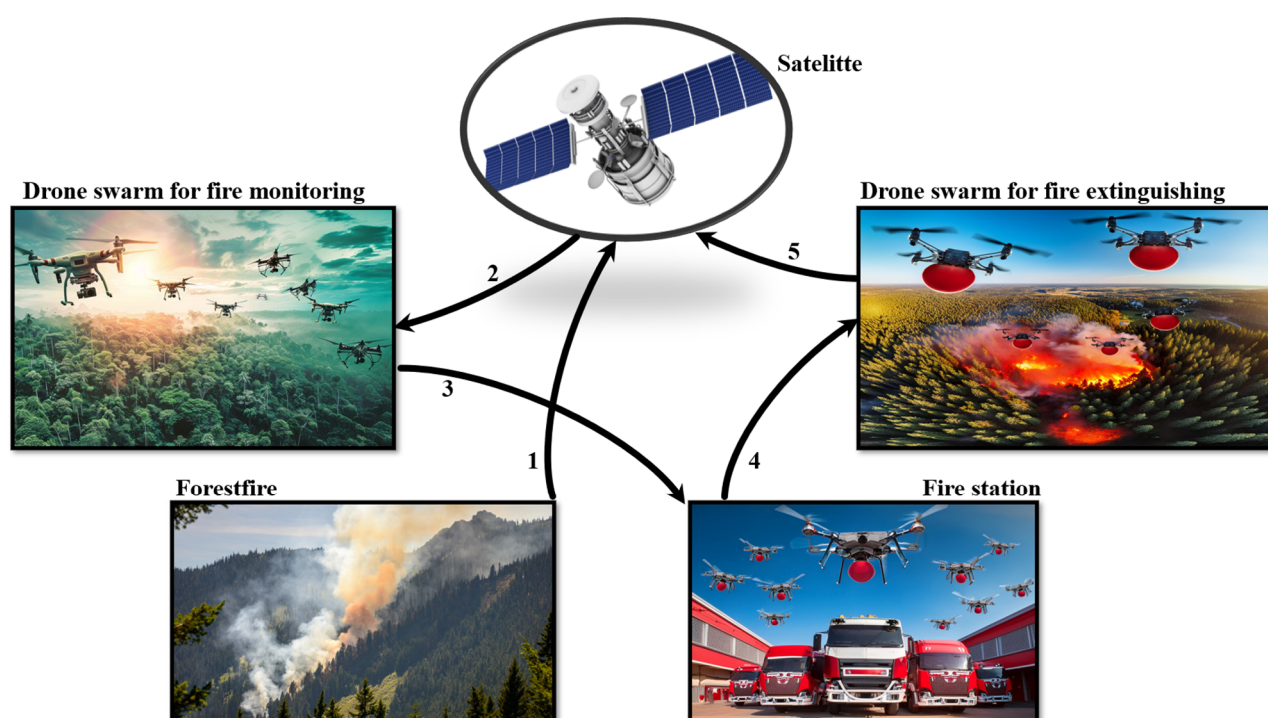 Satelitte
Drone swarm for fire monitoring
Drone swarm for fire extinguishing
2
5
3
1
4
Forestfire
Fire station